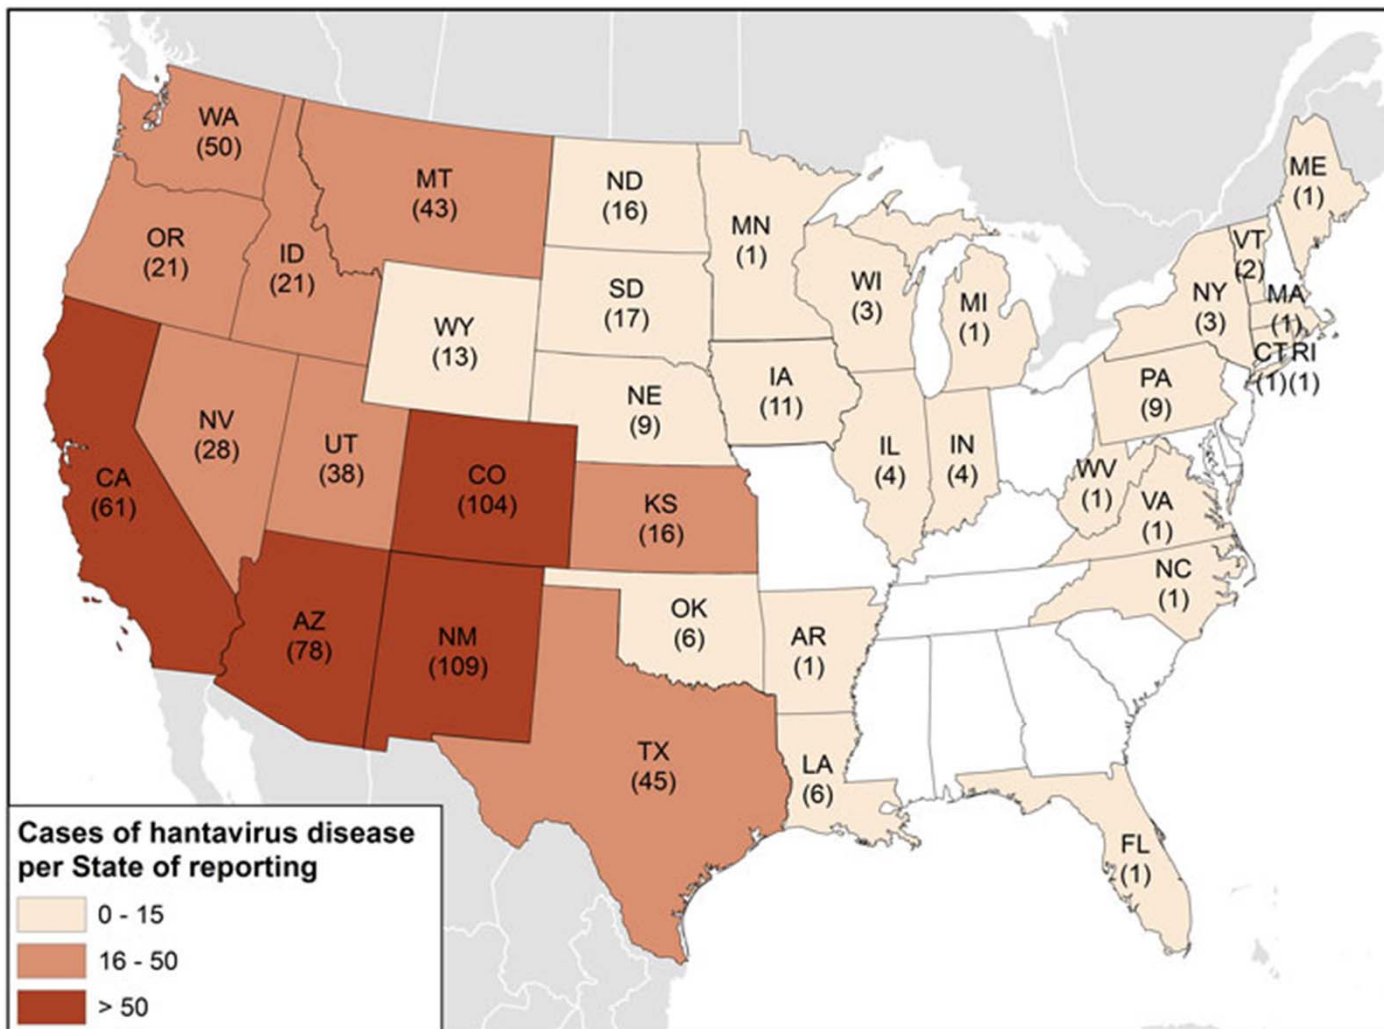 WA
(50)
MT
(43)
ND
(16)
MN
(1)
ME
(1)
OR
(21)
ID
(21)
SD
(17)
WI
(3)
MI
(1)
VT
(2)
NY
(3)
MA
(1)
WY
(13)
CT RI
(1)(1)
IA
(11)
PA
(9)
NE
(9)
NV
(28)
UT
(38)
CO
(104)
KS
(16)
IL
(4)
IN
(4)
WV
(1)
VA
(1)
CA
(61)
NC
(1)
AZ
(78)
NM
(109)
OK
(6)
AR
(1)
TX
(45)
LA
(6)
FL
(1)
Cases of hantavirus disease
per State of reporting
0 - 15
16 - 50
> 50